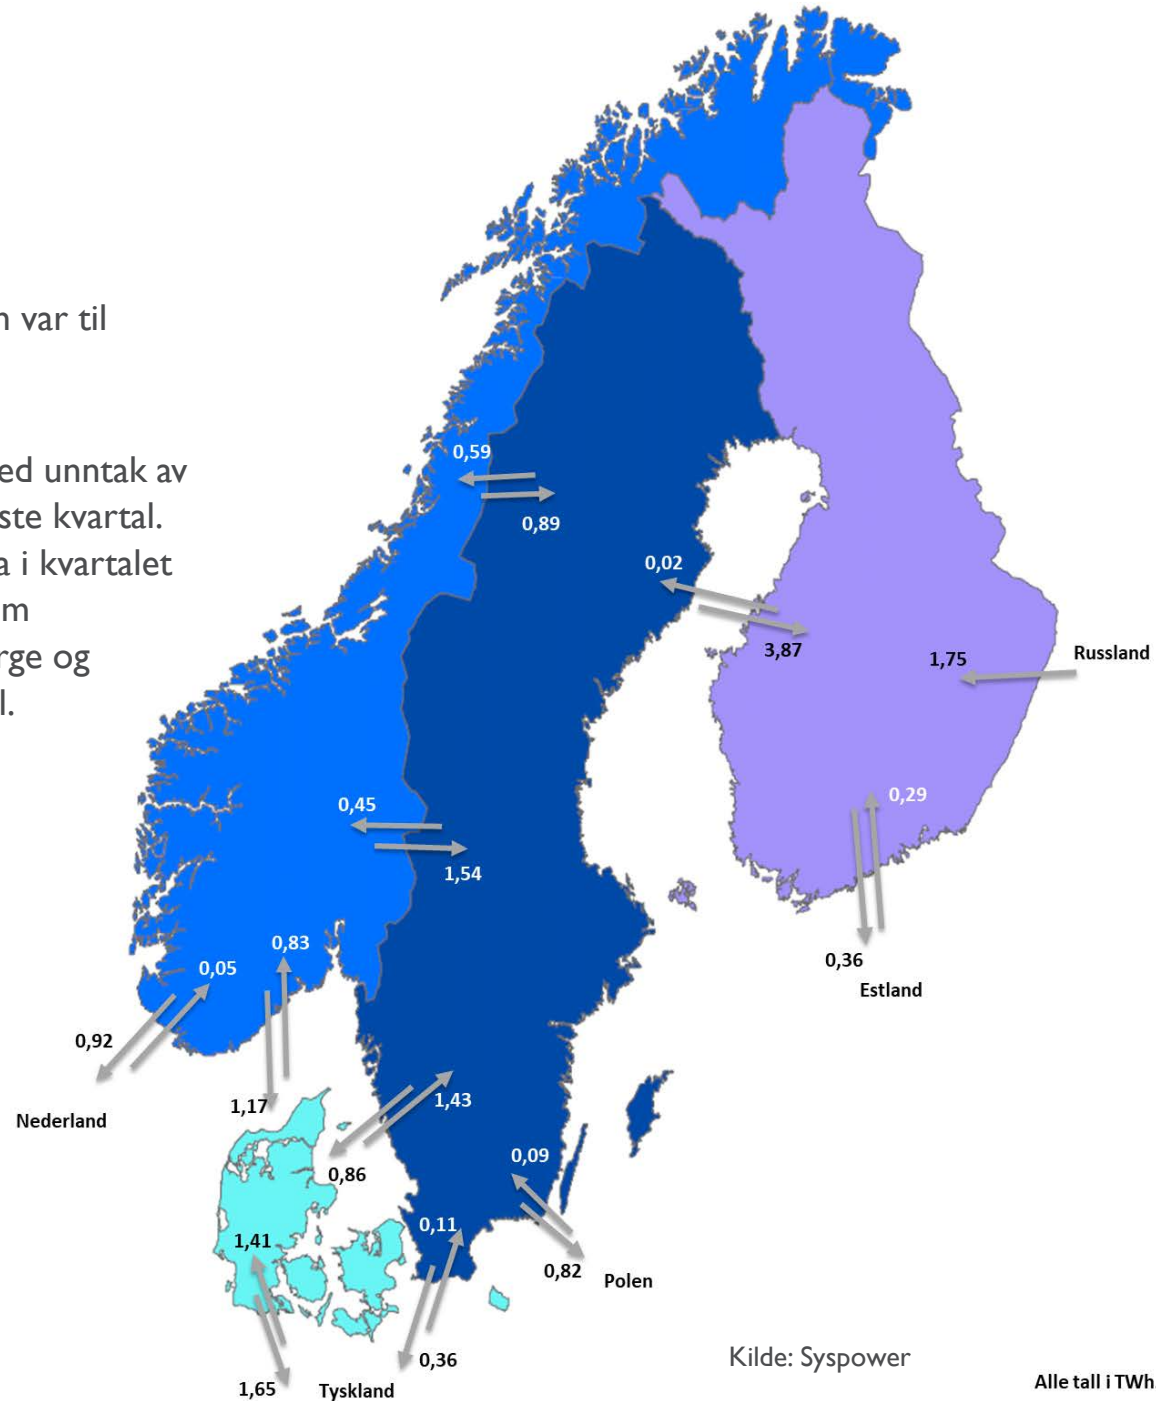 n var til
ed unntak av
ste kvartal.
a i kvartalet
m
rge og
l.
0,59
0,89
0,02
3,87
1,75
Russland
0,29
0,45
1,54
0,36
Estland
0,83
0,05
0,92
Nederland
1,17
1,43
0,86
0,09
0,11
1,41
0,82
Polen
0,36
1,65
Tyskland
Kilde: Syspower
Alle tall i TWh